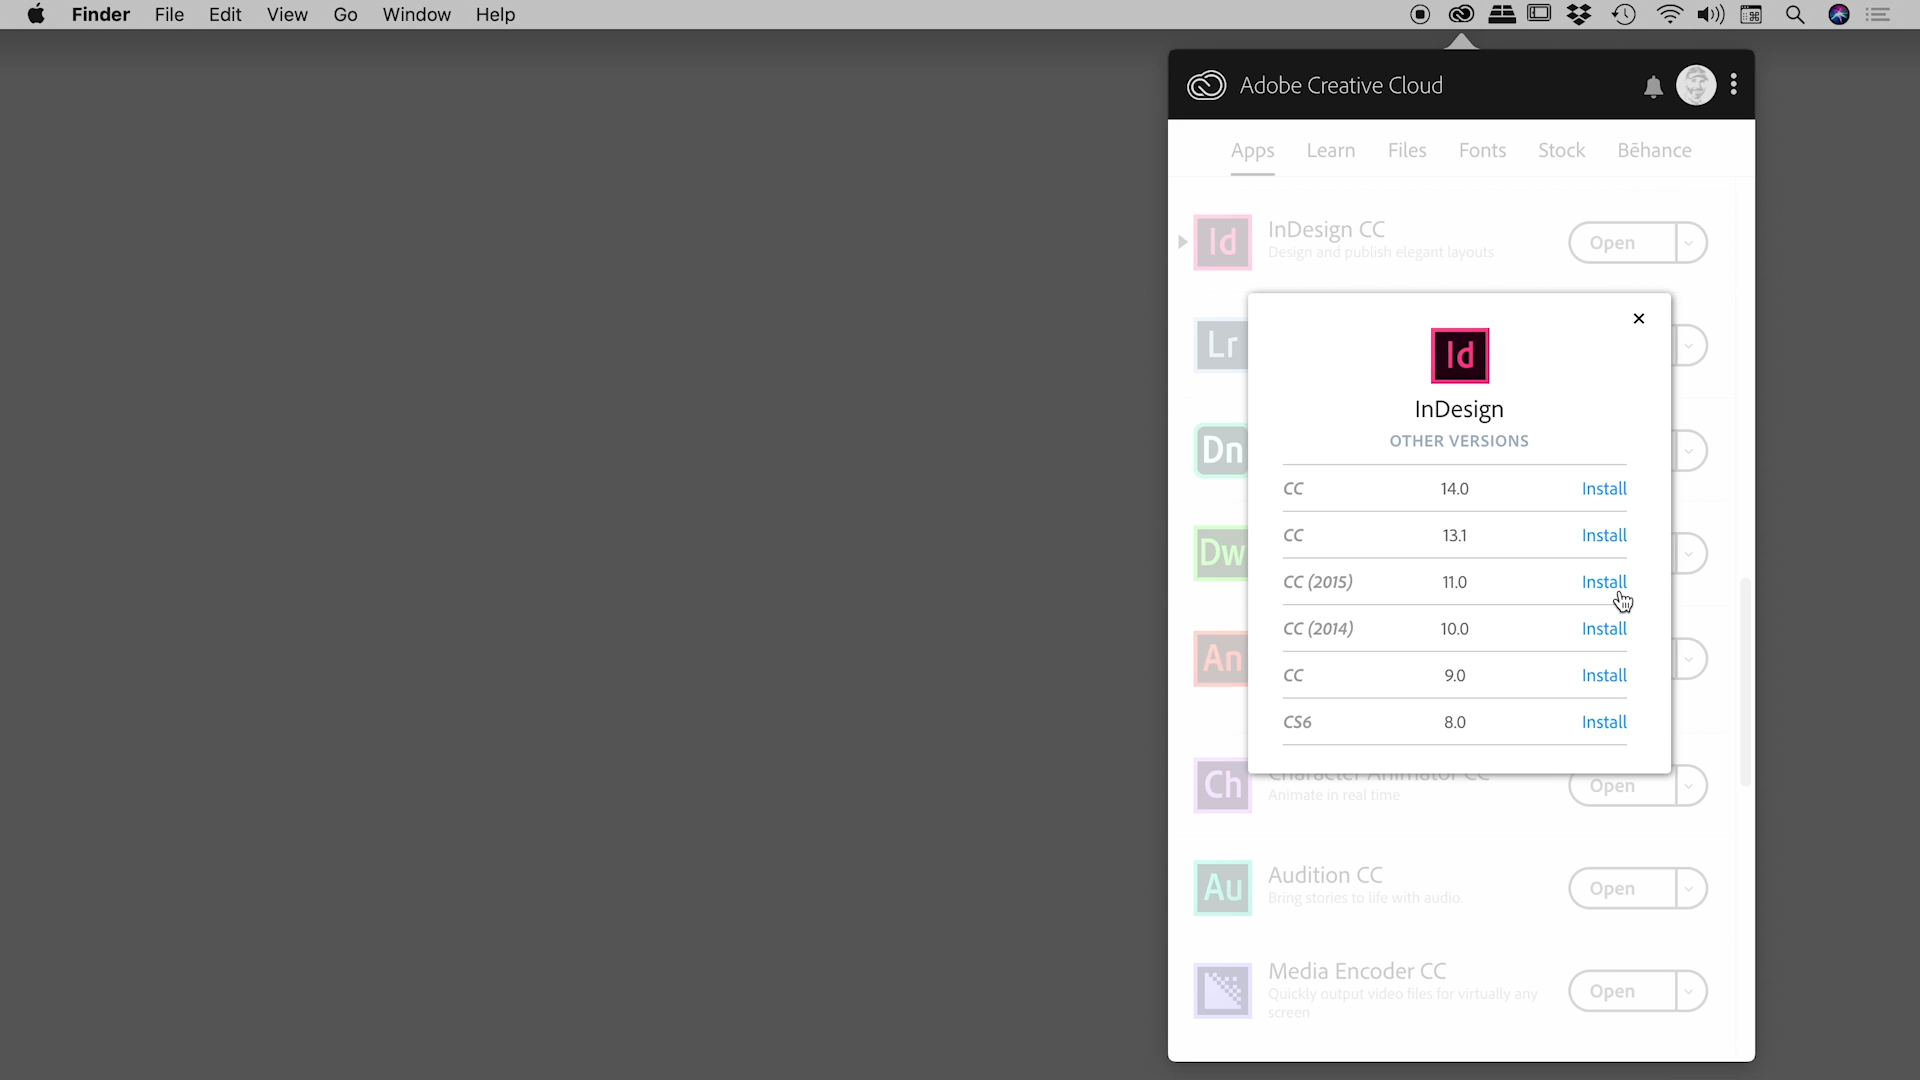 Finder File Edit View Go Window Help
Adobe Creative Cloud
Apps Learn Files Fonts Stock Bēhance
Id InDesign CC Open
Design and publish elegant layouts
Lr
Id
InDesign
OTHER VERSIONS
Dn
CC 14.0 Install
CC 13.1 Install
Dw
CC (2015) 11.0 Install
CC (2014) 10.0 Install
An
CC 9.0 Install
CS6 8.0 Install
Ch Character Animator CC Open
Animate in real time
Au Audition CC Open
Bring stories to life with audio.
Media Encoder CC Open
Quickly output video files for virtually any
screen